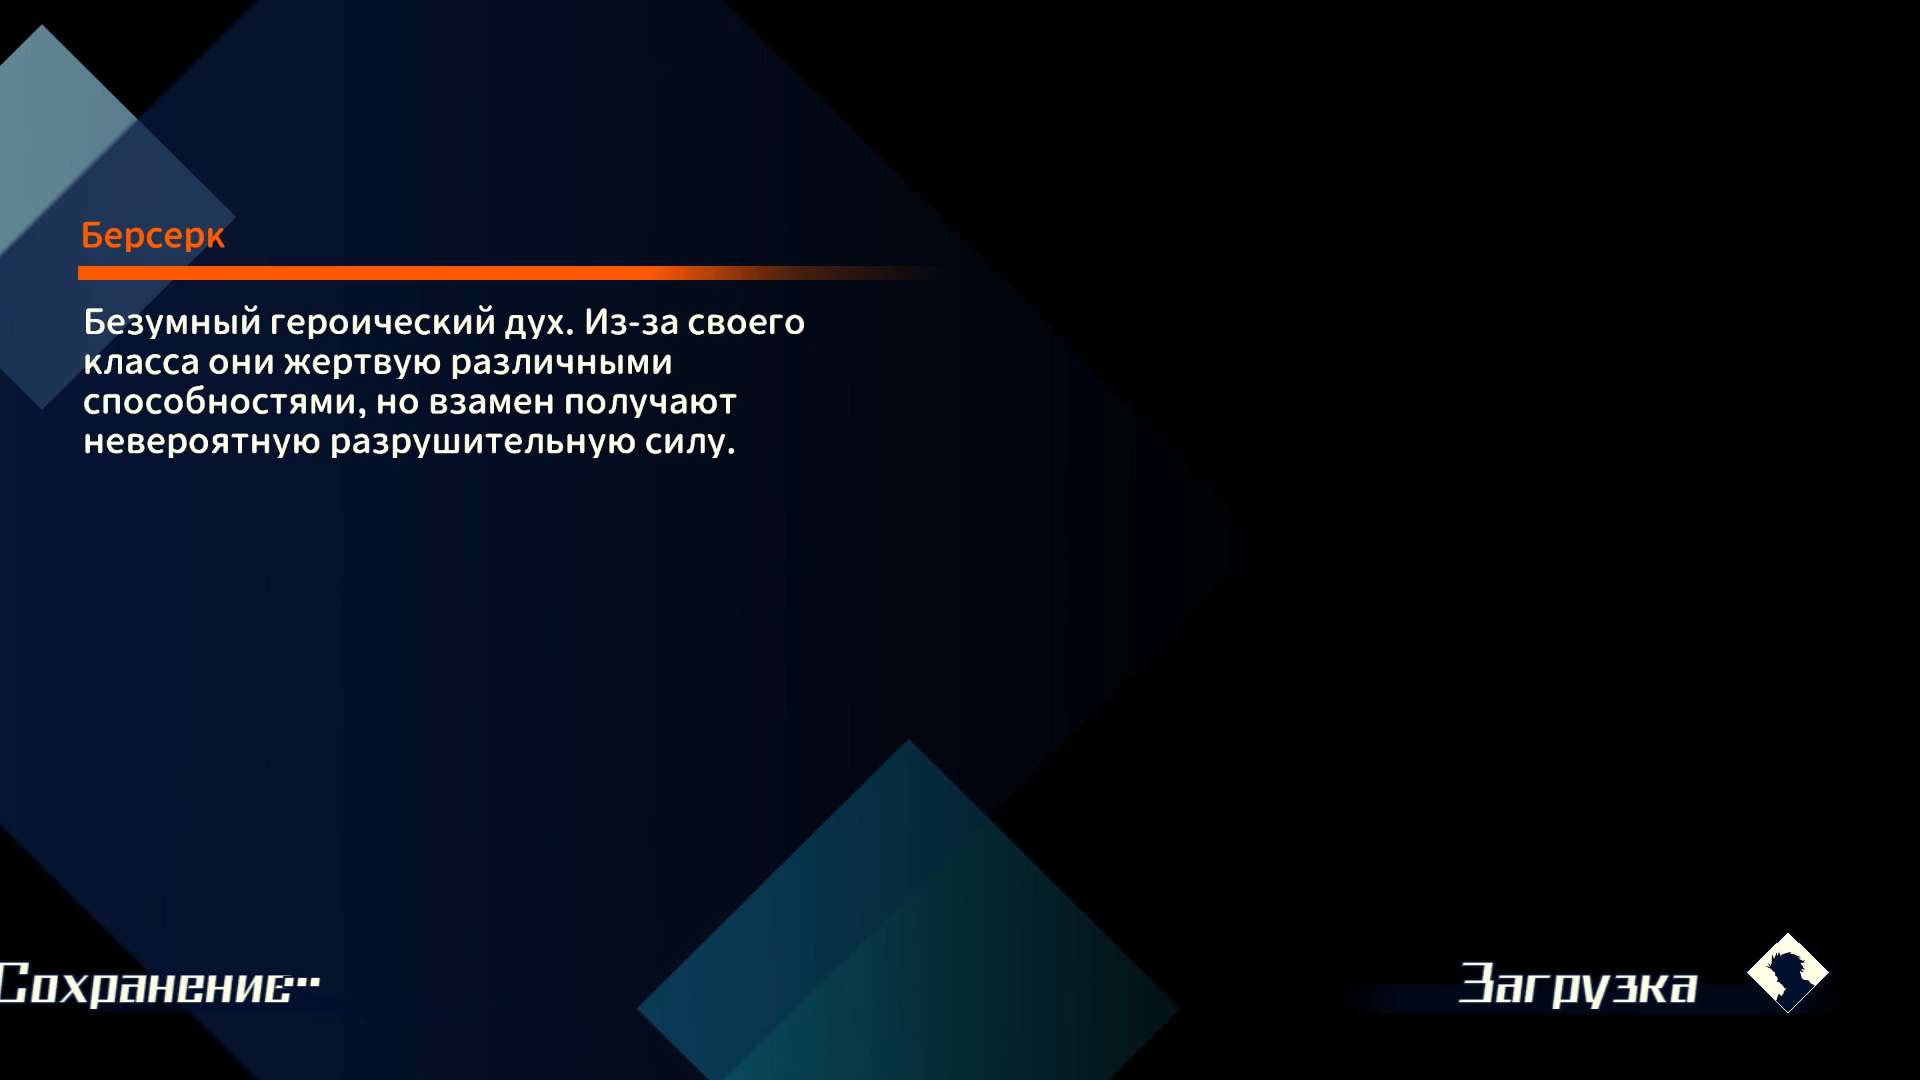 Берсерк
Безумный героический дух. Из-за своего
класса они жертвую различными
способностями, но взамен получают
невероятную разрушительную силу.
Сохранение...
Загрузка